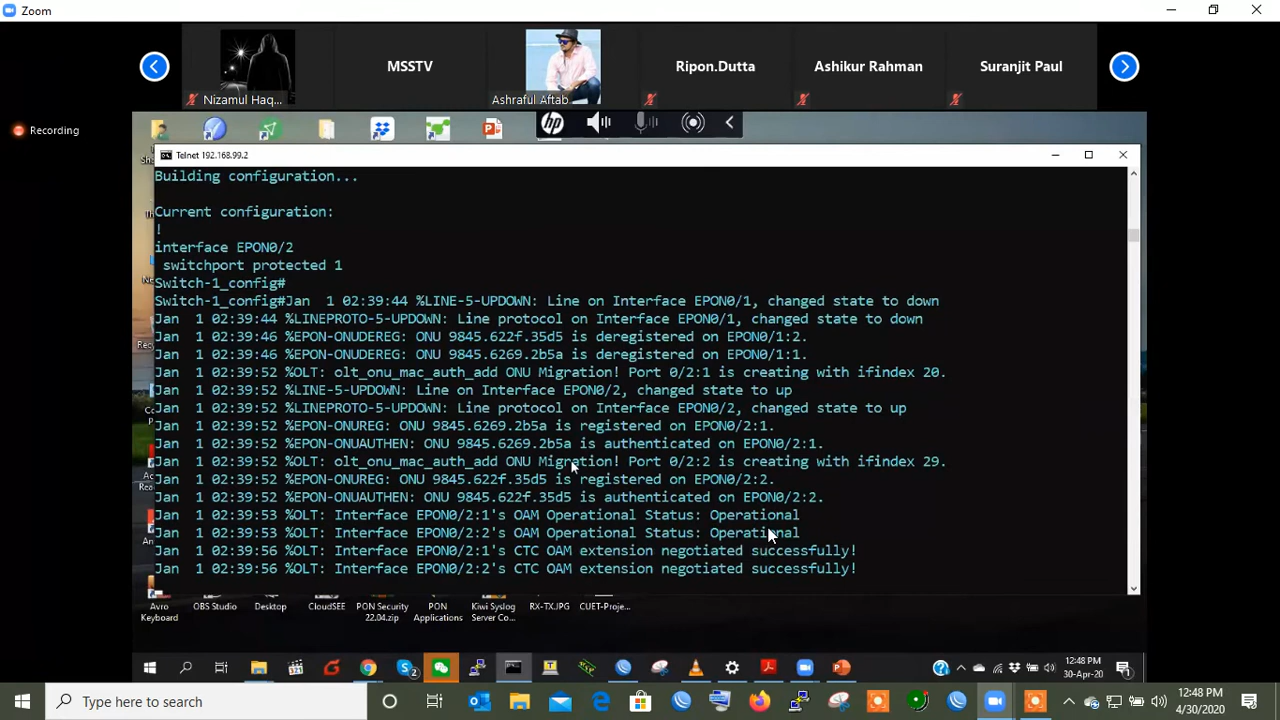 Zoom
Recording
Nizamul Haq...
MSSTV
Ashraful Aftab
Ripon.Dutta
Ashikur Rahman
Suranjit Paul
hp
Telnet 192.168.99.2
Building configuration...
Current configuration:
!
interface EPON0/2
switchport protected 1
Switch-1_config#
Switch-1_config#Jan 1 02:39:44 %LINE-5-UPDOWN: Line on Interface EPON0/1, changed state to down
Jan 1 02:39:44 %LINEPROTO-5-UPDOWN: Line protocol on Interface EPON0/1, changed state to down
Jan 1 02:39:46 %EPON-ONUDEREG: ONU 9845.622f.35d5 is deregistered on EPON0/1:2.
Jan 1 02:39:46 %EPON-ONUDEREG: ONU 9845.6269.2b5a is deregistered on EPON0/1:1.
Jan 1 02:39:52 %OLT: olt_onu_mac_auth_add ONU Migration! Port 0/2:1 is creating with ifindex 20.
Jan 1 02:39:52 %LINE-5-UPDOWN: Line on Interface EPON0/2, changed state to up
Jan 1 02:39:52 %LINEPROTO-5-UPDOWN: Line protocol on Interface EPON0/2, changed state to up
Jan 1 02:39:52 %EPON-ONUREG: ONU 9845.6269.2b5a is registered on EPON0/2:1.
Jan 1 02:39:52 %EPON-ONUAUTHEN: ONU 9845.6269.2b5a is authenticated on EPON0/2:1.
Jan 1 02:39:52 %OLT: olt_onu_mac_auth_add ONU Migration! Port 0/2:2 is creating with ifindex 29.
Jan 1 02:39:52 %EPON-ONUREG: ONU 9845.622f.35d5 is registered on EPON0/2:2.
Jan 1 02:39:52 %EPON-ONUAUTHEN: ONU 9845.622f.35d5 is authenticated on EPON0/2:2.
Jan 1 02:39:53 %OLT: Interface EPON0/2:1's OAM Operational Status: Operational
Jan 1 02:39:53 %OLT: Interface EPON0/2:2's OAM Operational Status: Operational
Jan 1 02:39:56 %OLT: Interface EPON0/2:1's CTC OAM extension negotiated successfully!
Jan 1 02:39:56 %OLT: Interface EPON0/2:2's CTC OAM extension negotiated successfully!
Avro Keyboard
OBS Studio
Desktop
CloudSEE
PON Security 22.04.zip
PON Applications
Kiwi Syslog Server Co...
RX-TX.JPG
CUET-Proje...
12:48 PM
30-Apr-20
Type here to search
12:48 PM
4/30/2020